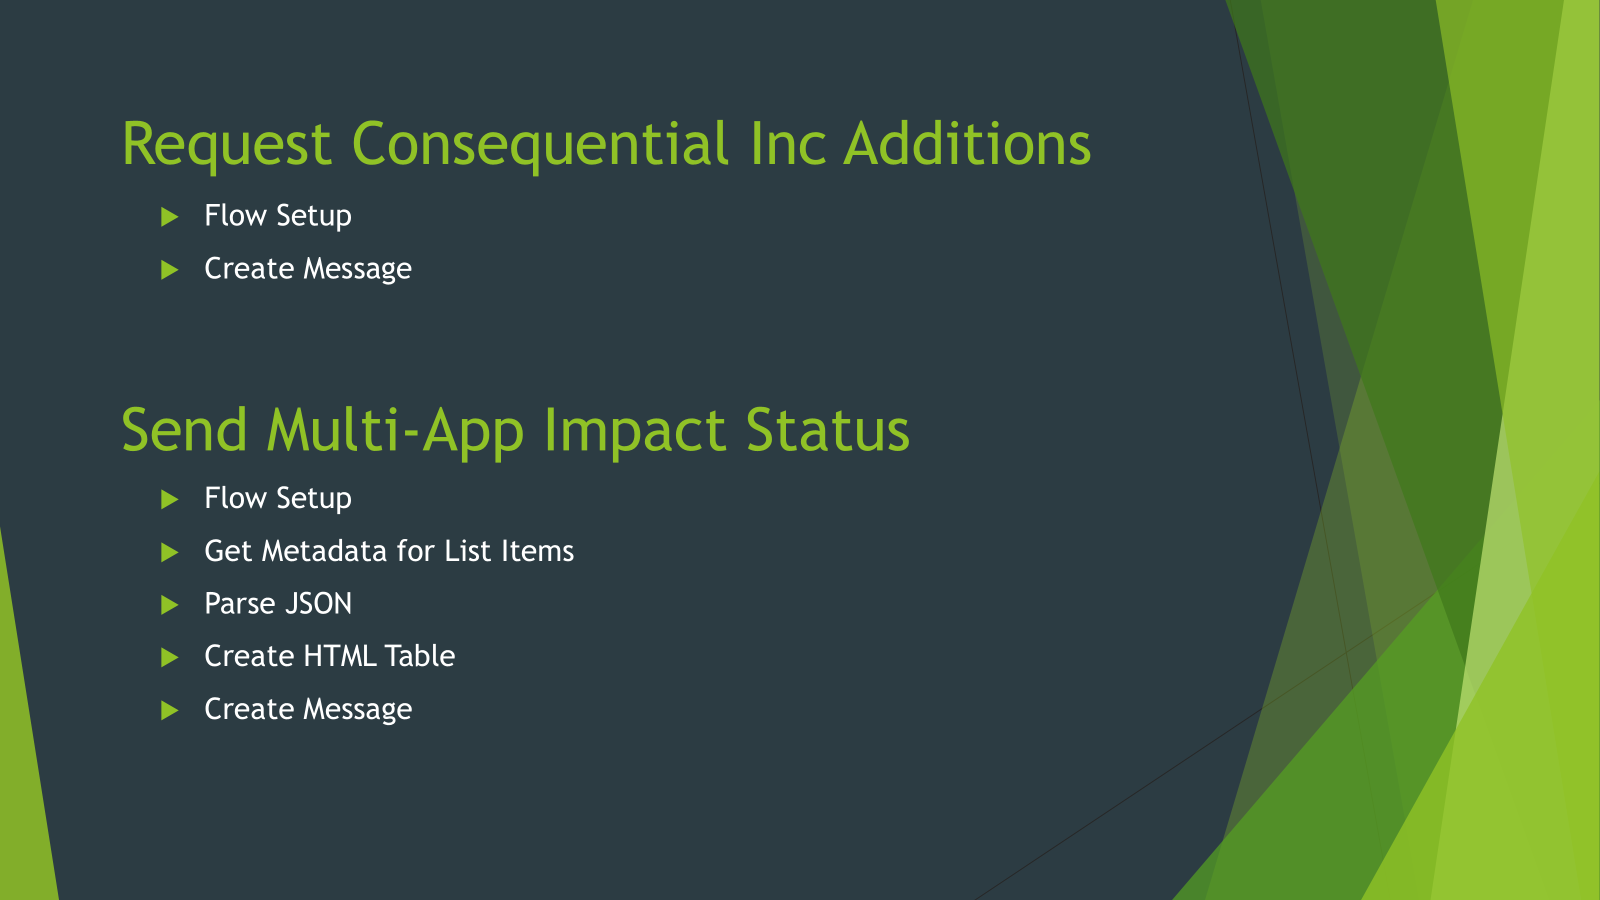 Request Consequential Inc Additions
Flow Setup
Create Message
Send Multi-App Impact Status
Flow Setup
Get Metadata for List Items
Parse JSON
Create HTML Table
Create Message